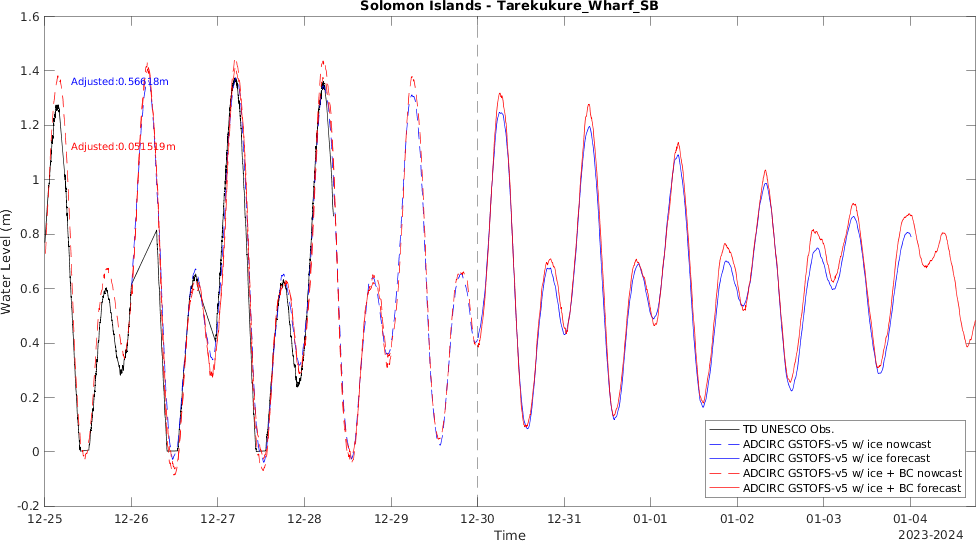 Solomon Islands - Tarekukure_Wharf_SB
1.6
1.4
1.2
1
0.8
0.6
0.4
0.2
0
-0.2
Water Level (m)
Adjusted:0.56618m
Adjusted:0.051519m
TD UNESCO Obs.
ADCIRC GSTOFS-v5 w/ ice nowcast
ADCIRC GSTOFS-v5 w/ ice forecast
ADCIRC GSTOFS-v5 w/ ice + BC nowcast
ADCIRC GSTOFS-v5 w/ ice + BC forecast
12-25 12-26 12-27 12-28 12-29 12-30 12-31 01-01 01-02 01-03 01-04
Time
2023-2024